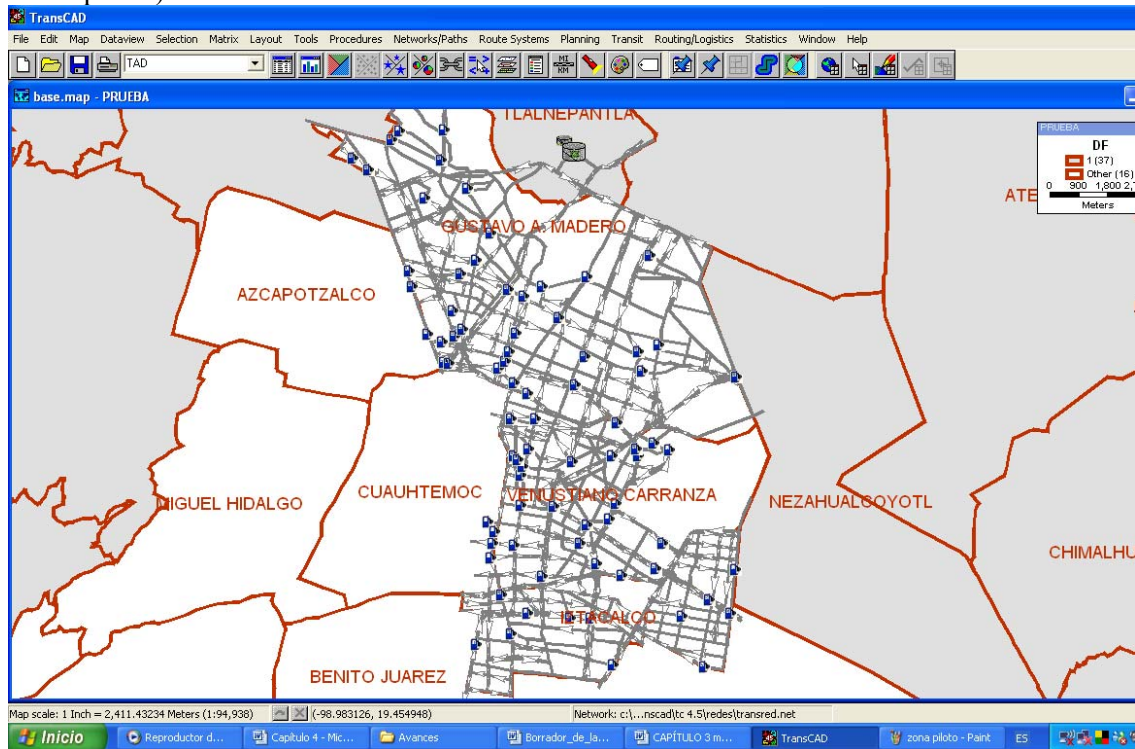 TransCAD
File Edit Map Dataview Selection Matrix Layout Tools Procedures Networks/Paths Route Systems Planning Transit Routing/Logistics Statistics Window Help
TAD
MI
KM
base.map - PRUEBA
TLALNEPANTLA
PRUEBA
DF
1 (37)
Other (16)
0 900 1,800 2,7
Meters
ATE
GUSTAVO A. MADERO
AZCAPOTZALCO
CUAUHTEMOC
VENUSTIANO CARRANZA
MIGUEL HIDALGO
NEZAHUALCOYOTL
CHIMALHU
IZTACALCO
BENITO JUAREZ
Map scale: 1 Inch = 2,411.43234 Meters (1:94,938) (-98.983126, 19.454948) Network: c:\...nscad\tc 4.5\redes\transred.net
Inicio Reproductor d... Capítulo 4 - Mic... Avances Borrador_de_la... CAPÍTULO 3 m... TransCAD zona piloto - Paint ES